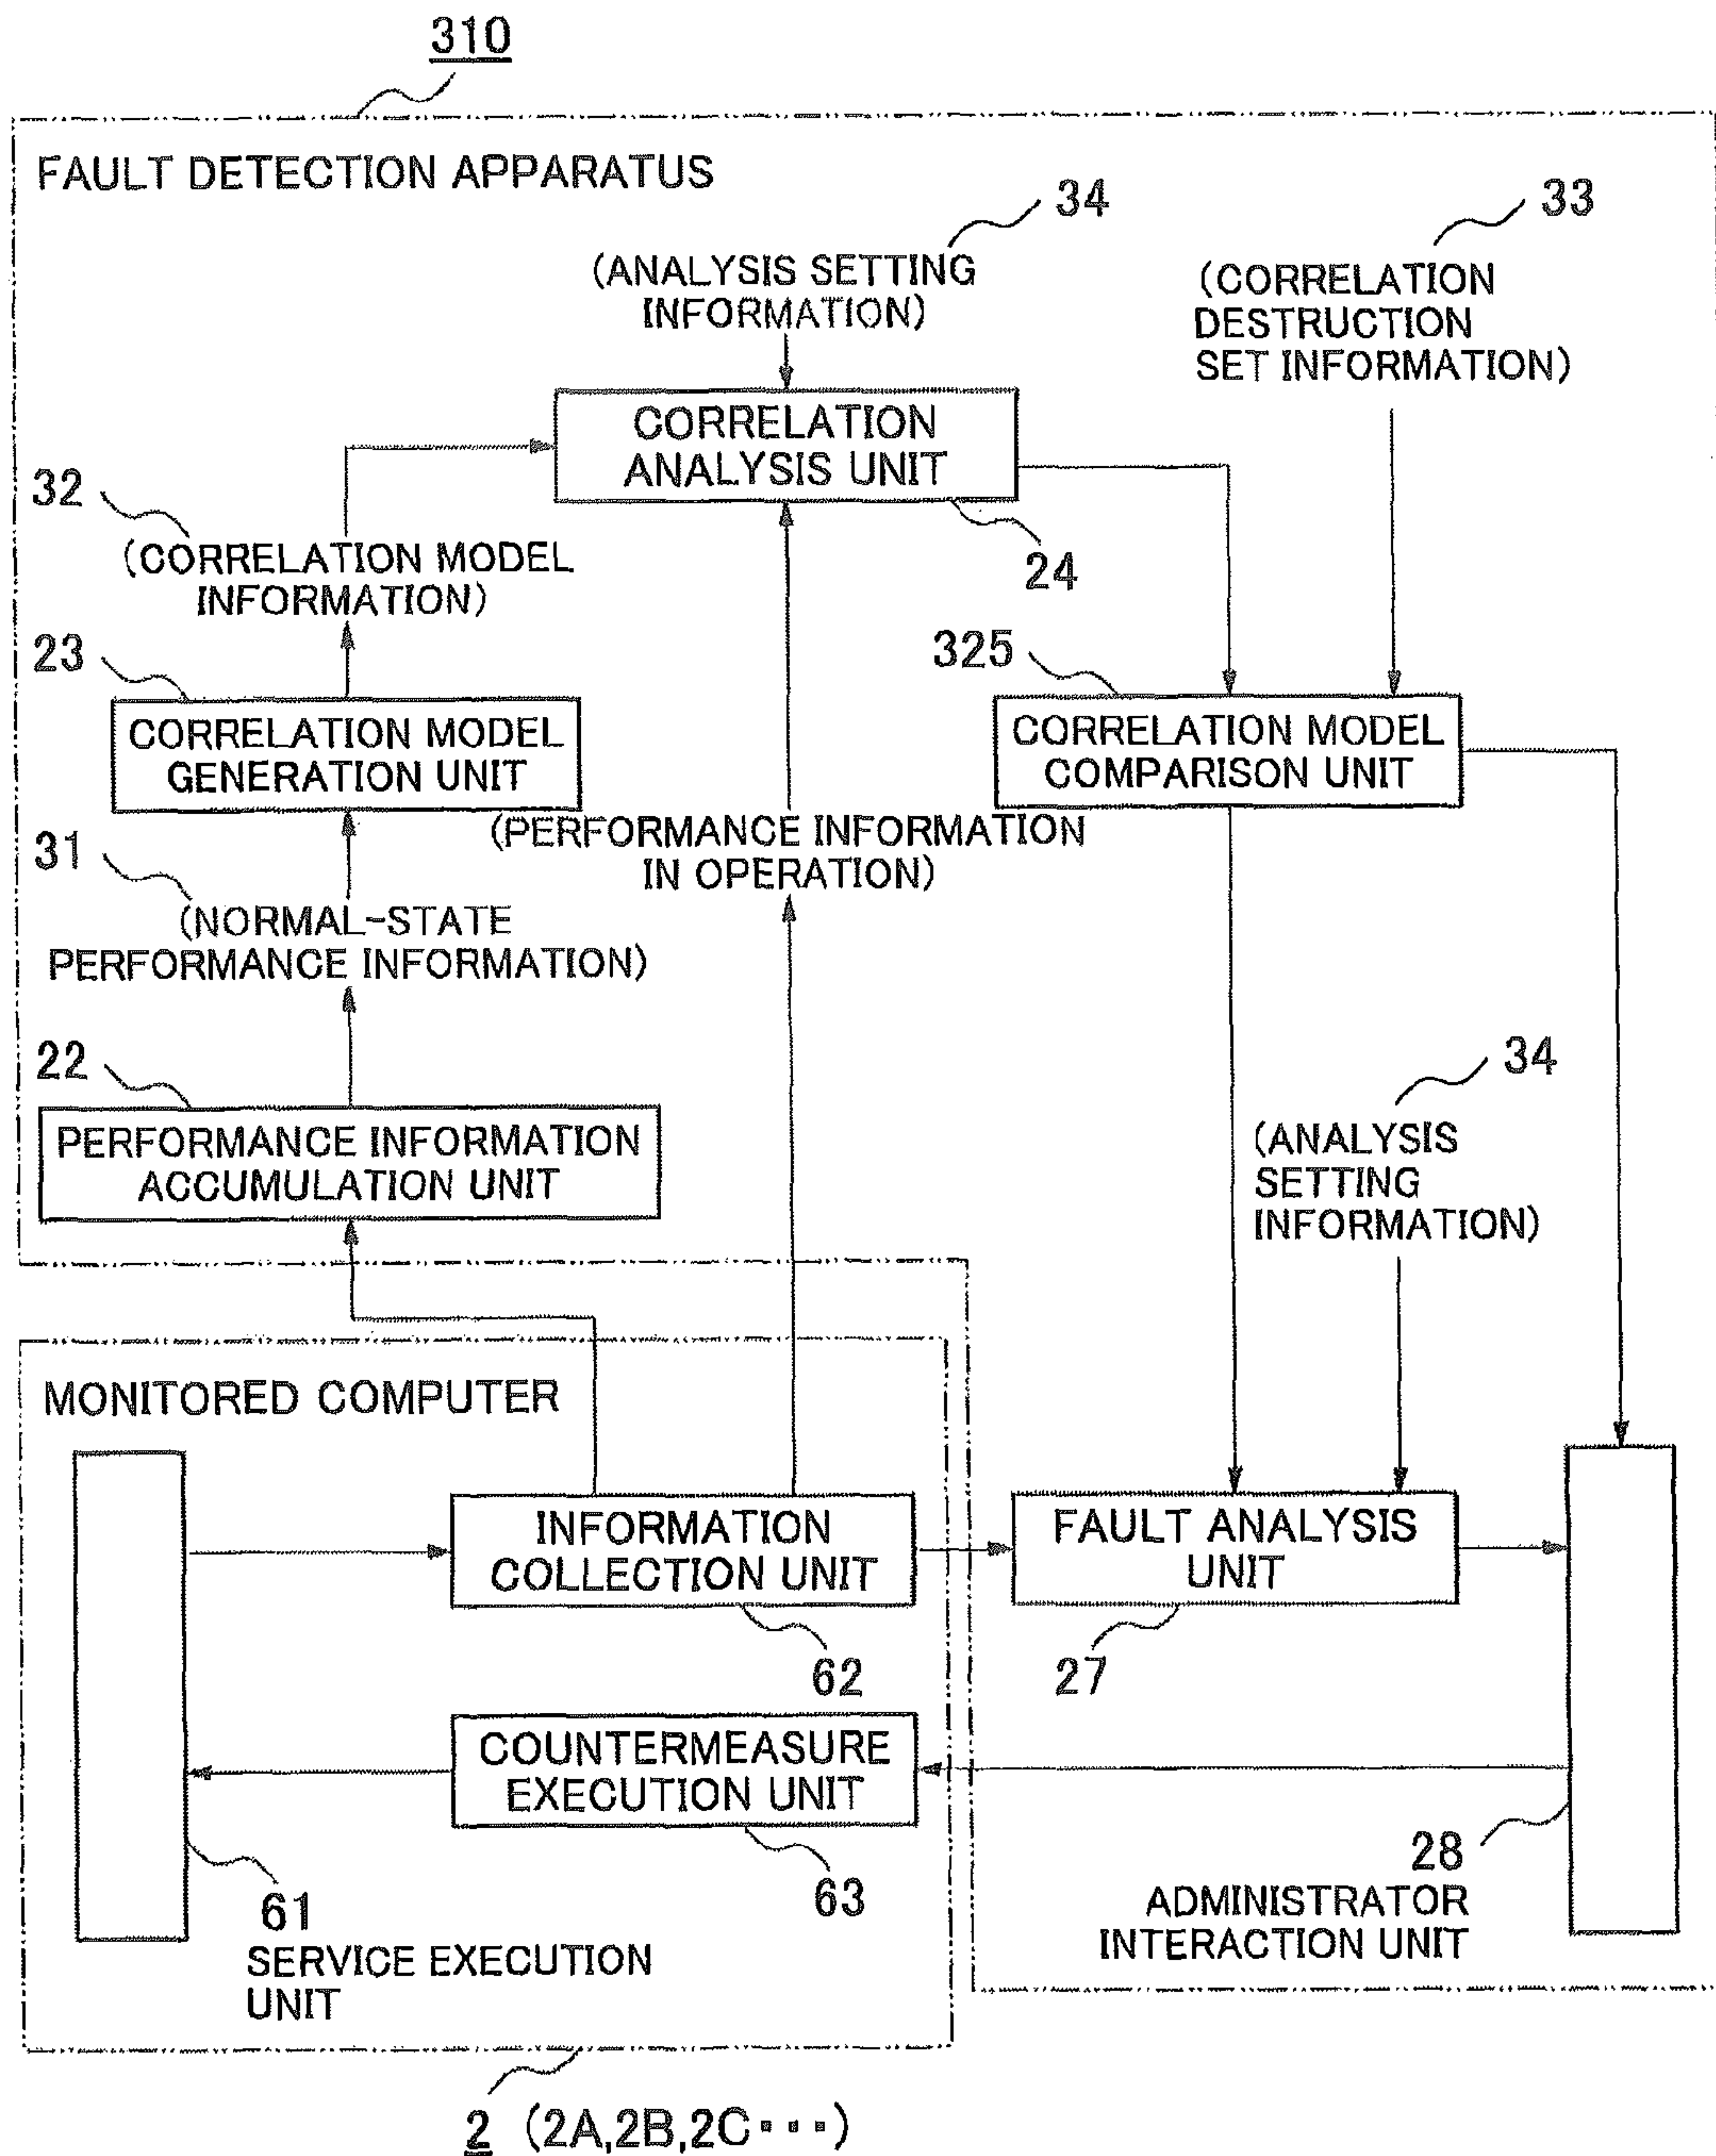 310
FAULT DETECTION APPARATUS
34
33
(ANALYSIS SETTING
INFORMATION)
(CORRELATION
DESTRUCTION
SET INFORMATION)
CORRELATION
ANALYSIS UNIT
32
24
(CORRELATION MODEL
INFORMATION)
23
325
CORRELATION MODEL
GENERATION UNIT
CORRELATION MODEL
COMPARISON UNIT
31
(PERFORMANCE INFORMATION
IN OPERATION)
(NORMAL-STATE
PERFORMANCE INFORMATION)
22
34
PERFORMANCE INFORMATION
ACCUMULATION UNIT
(ANALYSIS
SETTING
INFORMATION)
MONITORED COMPUTER
INFORMATION
COLLECTION UNIT
FAULT ANALYSIS
UNIT
62
27
COUNTERMEASURE
EXECUTION UNIT
63
28
ADMINISTRATOR
INTERACTION UNIT
61
SERVICE EXECUTION
UNIT
2 (2A,2B,2C・・・)